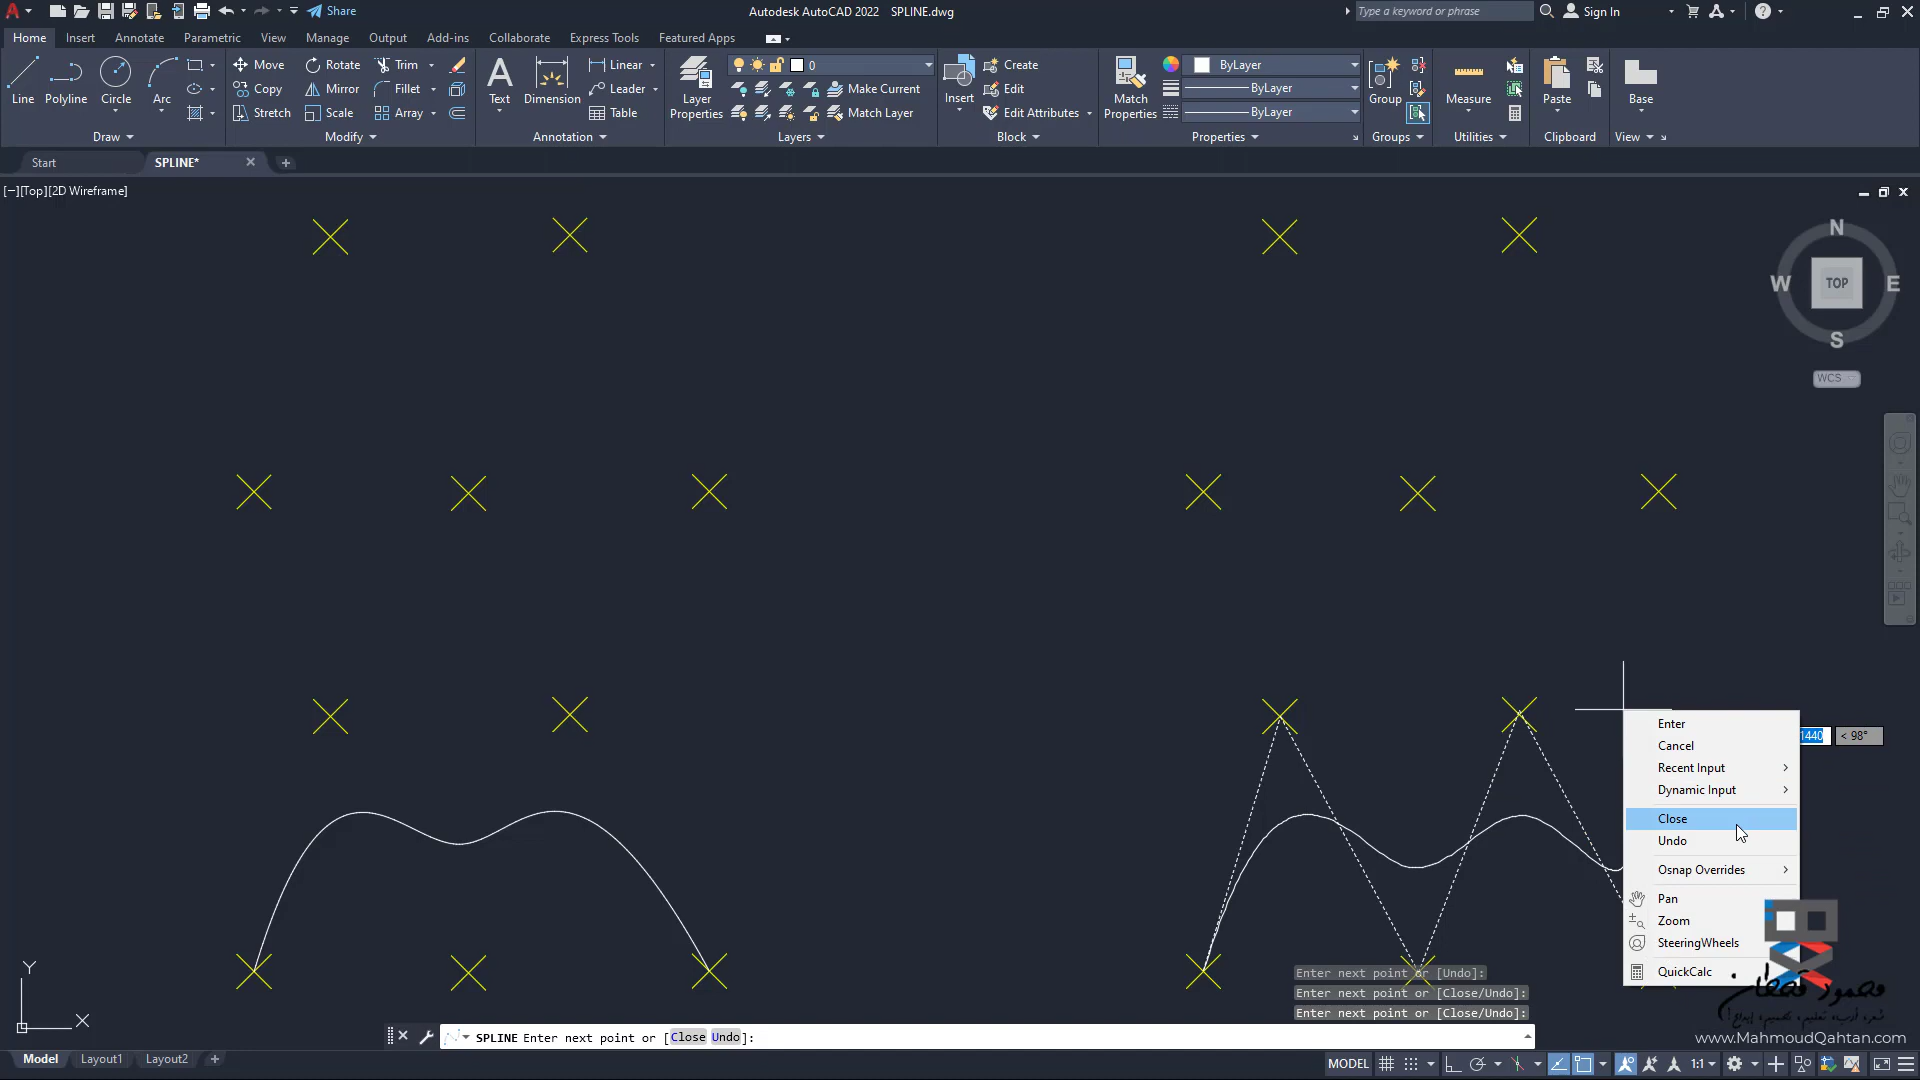 Share
Autodesk AutoCAD 2022 SPLINE.dwg
Type a keyword or phrase
Sign In
Home Insert Annotate Parametric View Manage Output Add-ins Collaborate Express Tools Featured Apps
Line Polyline Circle Arc
Move Rotate Trim
Copy Mirror Fillet
Stretch Scale Array
Text Dimension
Linear
Leader
Table
Layer Properties
0
Make Current
Match Layer
Insert
Create
Edit
Edit Attributes
Match Properties
ByLayer
ByLayer
ByLayer
Group
Measure
Paste
Base
Draw Modify Annotation Layers Block Properties Groups Utilities Clipboard View
Start SPLINE*
[−][Top][2D Wireframe]
N
W TOP E
S
WCS
Enter
Cancel
Recent Input
Dynamic Input
Close
Undo
Osnap Overrides
Pan
Zoom
SteeringWheels
QuickCalc
1440 < 98°
Y
X
Enter next point or [Undo]:
Enter next point or [Close/Undo]:
Enter next point or [Close/Undo]:
SPLINE Enter next point or [Close Undo]:
محمود قحطان
www.MahmoudQahtan.com
Model Layout1 Layout2
MODEL 1:1